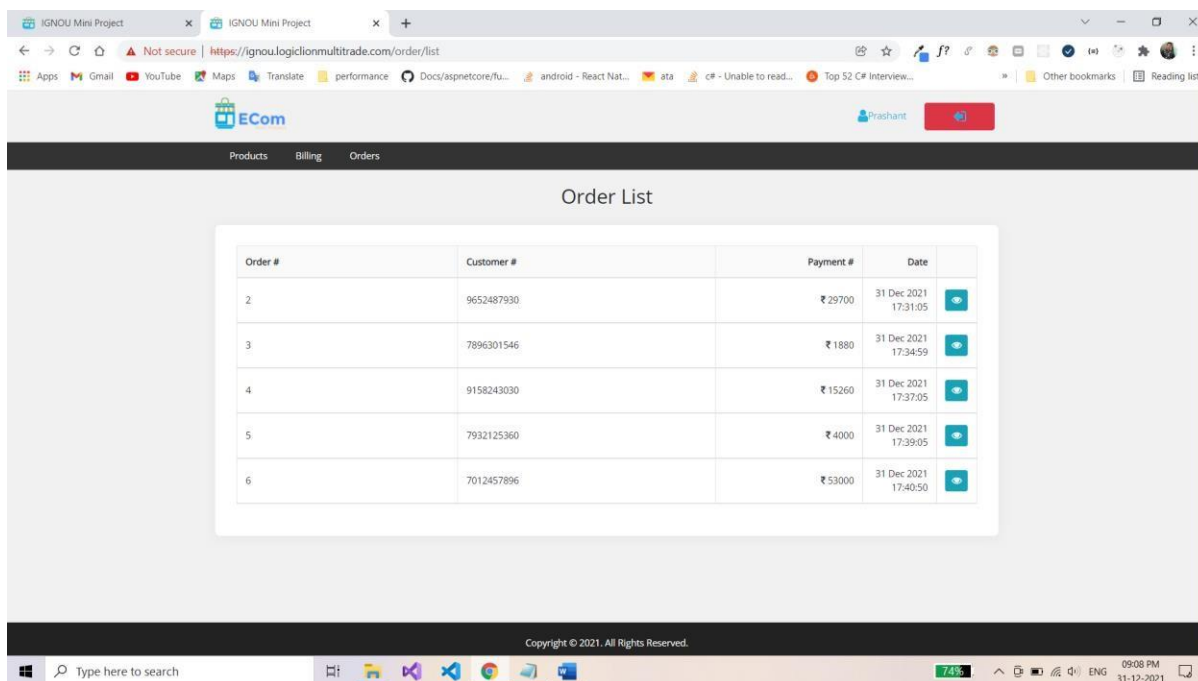 IGNOU Mini Project
IGNOU Mini Project
Not secure | https://ignou.logiclionmultitrade.com/order/list
Apps Gmail YouTube Maps Translate performance Docs/aspnetcore/fu... android - React Nat... ata c# - Unable to read... Top 52 C# Interview... » Other bookmarks Reading list
ECom
Prashant
Products Billing Orders
Order List
Order # Customer # Payment # Date
2 9652487930 ₹ 29700 31 Dec 2021
17:31:05
3 7896301546 ₹ 1880 31 Dec 2021
17:34:59
4 9158243030 ₹ 15260 31 Dec 2021
17:37:05
5 7932125360 ₹ 4000 31 Dec 2021
17:39:05
6 7012457896 ₹ 53000 31 Dec 2021
17:40:50
Copyright © 2021. All Rights Reserved.
Type here to search
74% ENG 09:08 PM
31-12-2021